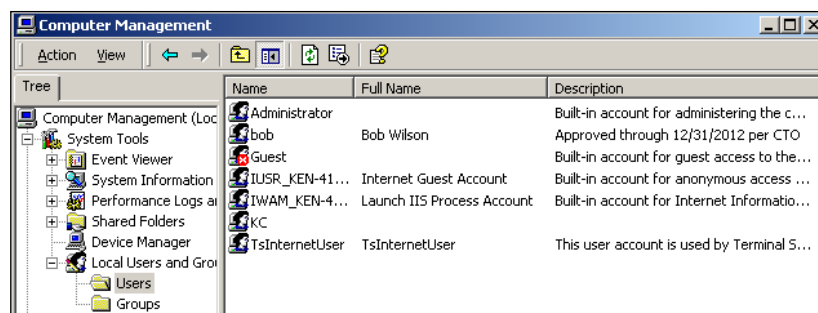 Computer Management
Action View
Tree
Name Full Name Description
Computer Management (Loc
System Tools
Event Viewer
System Information
Performance Logs a
Shared Folders
Device Manager
Local Users and Grou
Users
Groups
Administrator Built-in account for administering the c...
bob Bob Wilson Approved through 12/31/2012 per CTO
Guest Built-in account for guest access to the...
IUSR_KEN-41... Internet Guest Account Built-in account for anonymous access ...
IWAM_KEN-4... Launch IIS Process Account Built-in account for Internet Informatio...
KC
TsInternetUser TsInternetUser This user account is used by Terminal S...